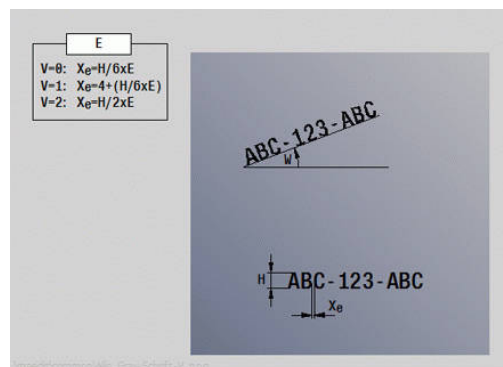 E
V=0: Xe=H/6xE
V=1: Xe=4+(H/6xE)
V=2: Xe=H/2xE
ABC-123-ABC
W
H
ABC-123-ABC
Xe